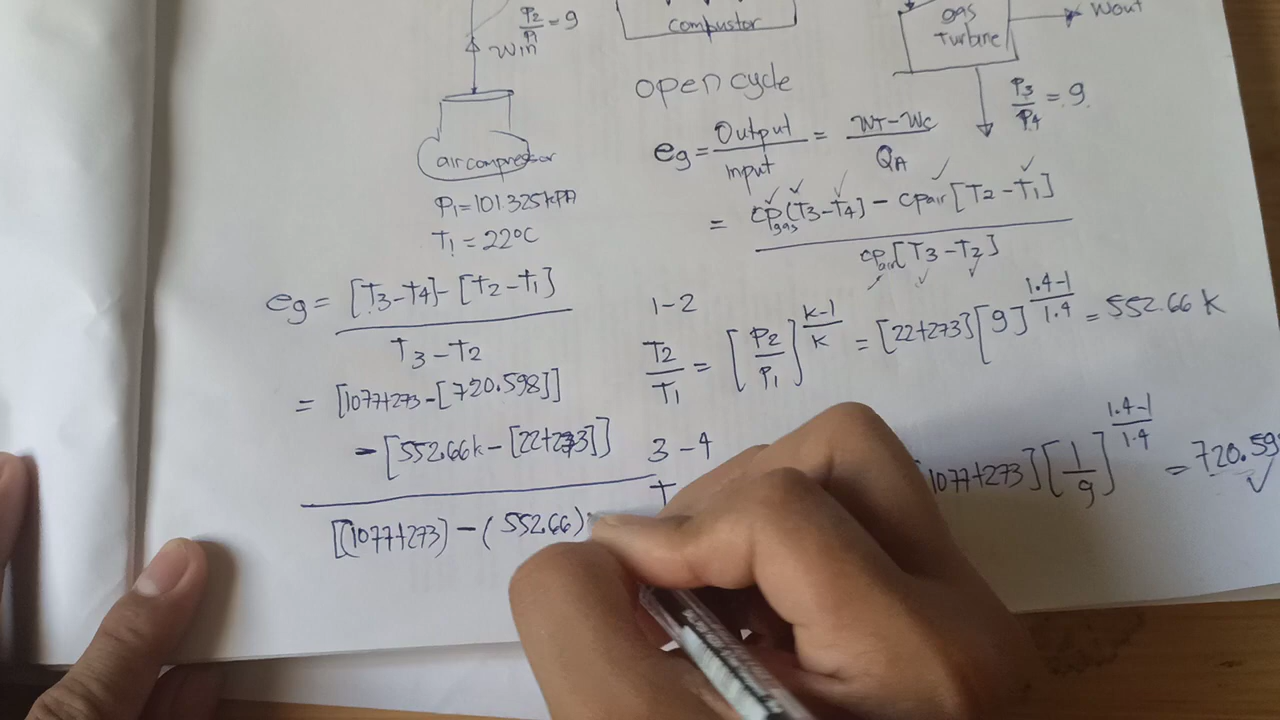 P2/P1 = 9
Win
combustor
gas
Turbine
Wout
open cycle
P3/P4 = 9
air compressor
P1 = 101.325 kPA
T1 = 22°C
eg = Output/input = WT - Wc/QA
= cpgas (T3 - T4) - cpair [T2 - T1]/cpair [T3 - T2]
eg = [T3 - T4] - [T2 - T1]/T3 - T2
= [1077+273 - [720.598]]
- [552.66k - [22+273]]
[(1077+273) - (552.66)
1-2
T2/T1 = [P2/P1]^(k-1/k) = [22+273][9]^(1.4-1/1.4) = 552.66 k
3-4
T
1077+273][1/9]^(1.4-1/1.4) = 720.59